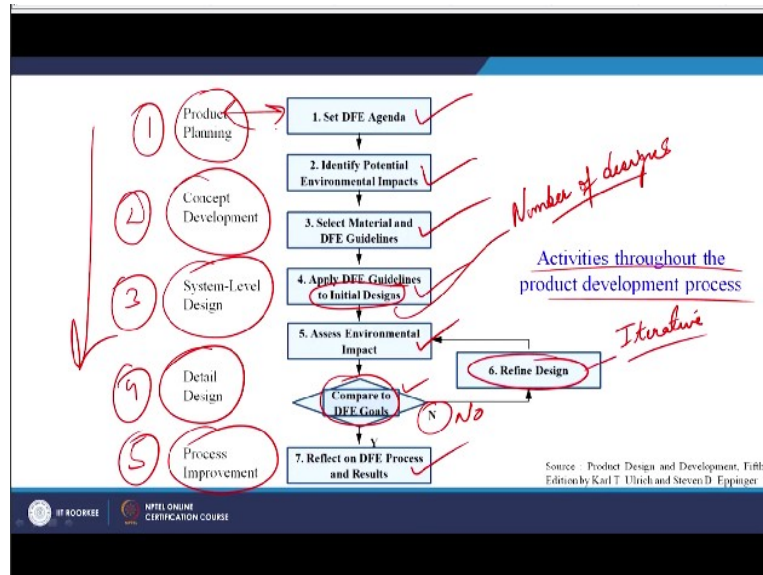 1
Product
Planning
2
Concept
Development
3
System-Level
Design
4
Detail
Design
5
Process
Improvement
1. Set DFE Agenda
2. Identify Potential
Environmental Impacts
3. Select Material and
DFE Guidelines
4. Apply DFE Guidelines
to Initial Designs
5. Assess Environmental
Impact
Compare to
DFE Goals
N
No
Y
6. Refine Design
7. Reflect on DFE Process
and Results
Number of designs
Activities throughout the
product development process
Iterative
Source : Product Design and Development, Fifth
Edition by Karl T Ulrich and Steven D Eppinger
IIT ROORKEE
NPTEL ONLINE
CERTIFICATION COURSE